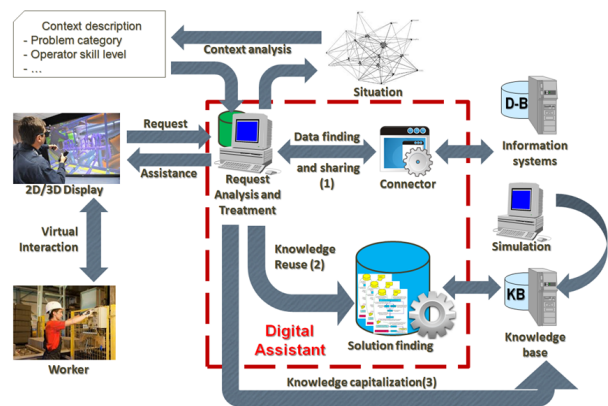 Context description
- Problem category
- Operator skill level
- ...
Context analysis
Situation
D-B
Information
systems
Request
Assistance
2D/3D Display
Request
Analysis and
Treatment
Data finding
and sharing
(1)
Connector
Virtual
Interaction
Simulation
Knowledge
Reuse (2)
KB
Knowledge
base
Digital
Assistant
Solution finding
Worker
Knowledge capitalization(3)